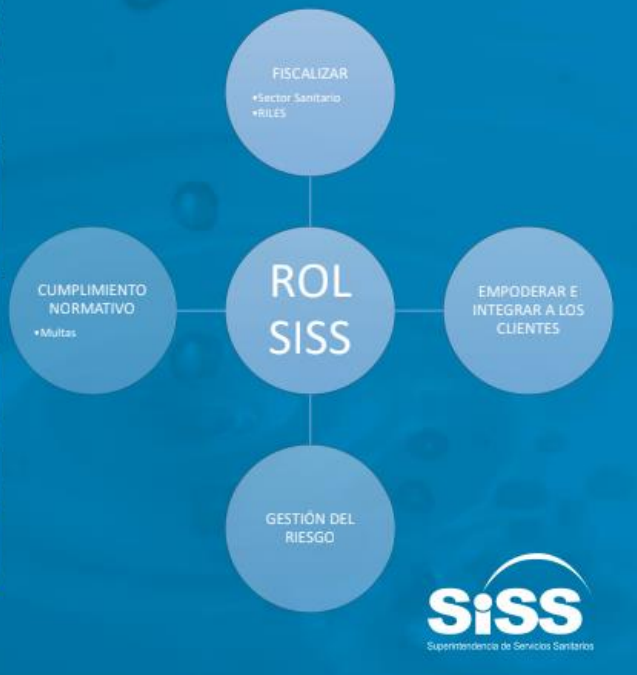 FISCALIZAR
•Sector Sanitario
•RILES
CUMPLIMIENTO
NORMATIVO
•Multas
ROL
SISS
EMPODERAR E
INTEGRAR A LOS
CLIENTES
GESTIÓN DEL
RIESGO
SiSS
Superintendencia de Servicios Sanitarios